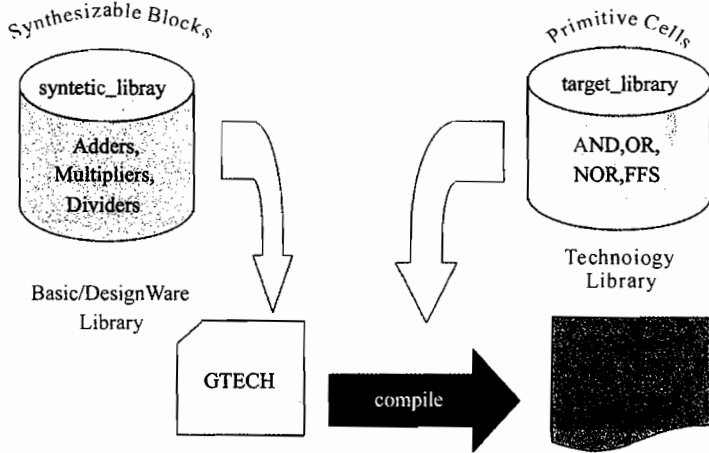 Synthesizable Blocks
syntetic_libray
Adders,
Multipliers,
Dividers
Basic/DesignWare
Library
Primitive Cells
target_library
AND,OR,
NOR,FFS
Technoiogy
Library
GTECH
compile